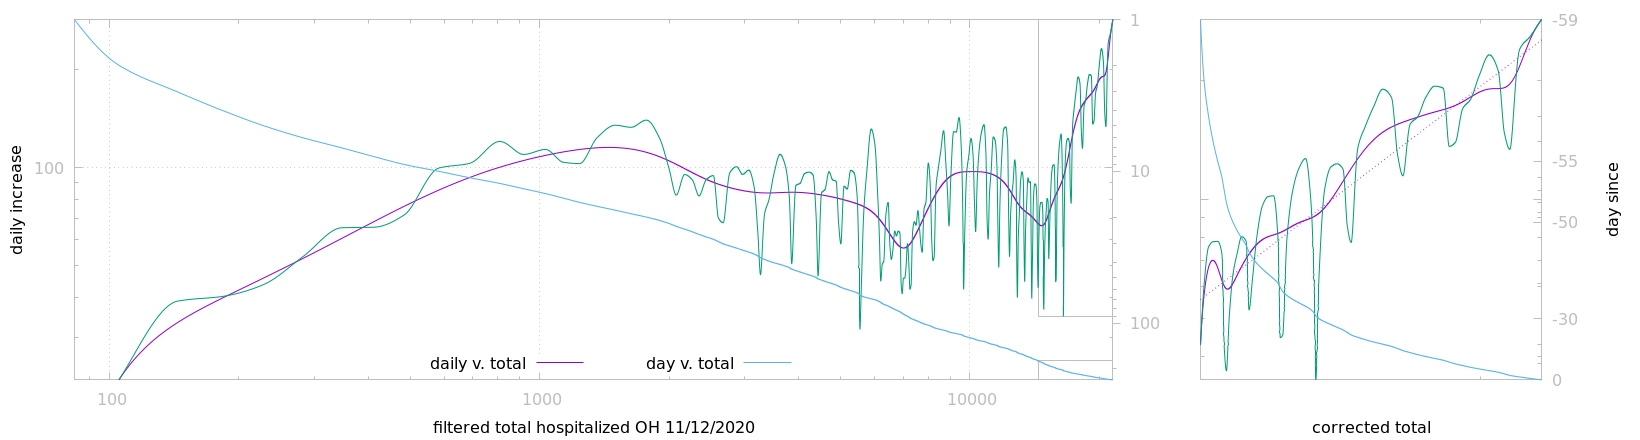 daily increase
100
100
1000
10000
1
10
100
daily v. total
day v. total
filtered total hospitalized OH 11/12/2020
-59
-55
-50
-30
0
day since
corrected total